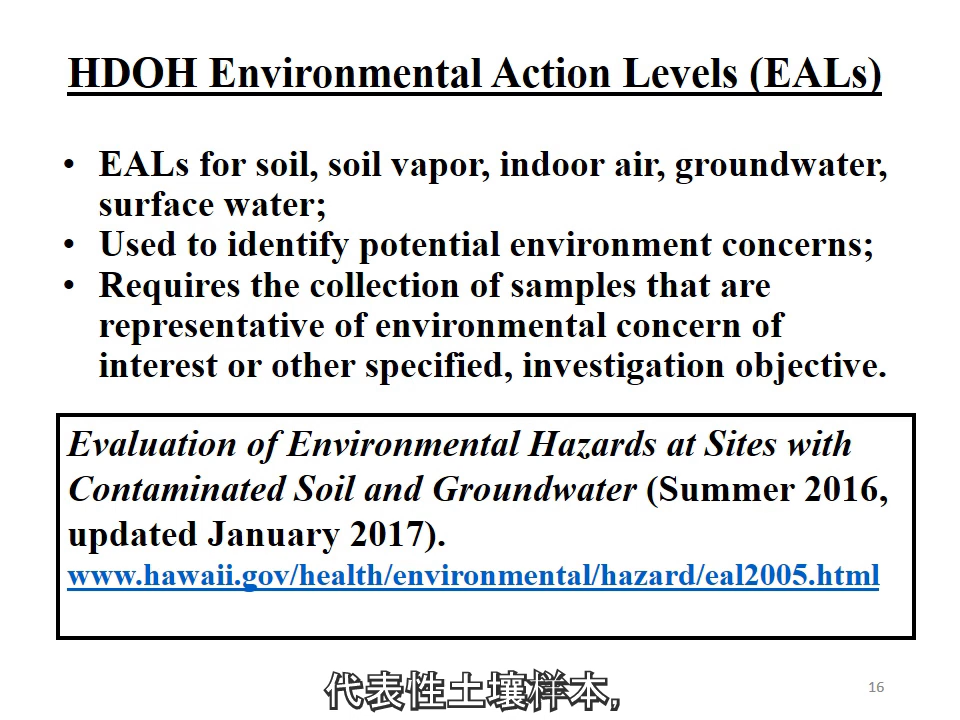 HDOH Environmental Action Levels (EALs)
• EALs for soil, soil vapor, indoor air, groundwater,
surface water;
• Used to identify potential environment concerns;
• Requires the collection of samples that are
representative of environmental concern of
interest or other specified, investigation objective.
Evaluation of Environmental Hazards at Sites with
Contaminated Soil and Groundwater (Summer 2016,
updated January 2017).
www.hawaii.gov/health/environmental/hazard/eal2005.html
代表性土壤样本,
16